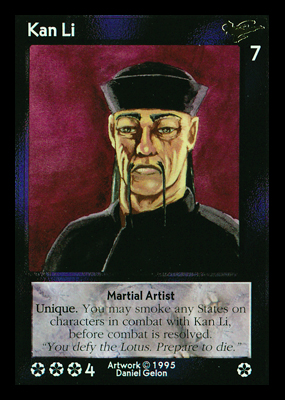 Kan Li
7
Martial Artist
Unique. You may smoke any States on
characters in combat with Kan Li,
before combat is resolved.
"You defy the Lotus. Prepare to die."
4
Artwork © 1995
Daniel Gelon